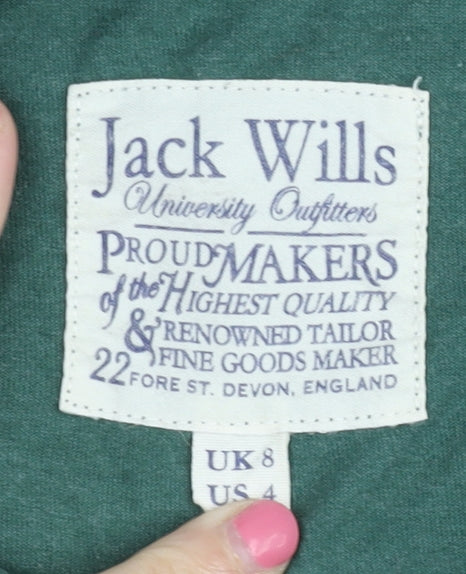 Jack Wills
University Outfitters
PROUD MAKERS
of the HIGHEST QUALITY
& RENOWNED TAILOR
FINE GOODS MAKER
22 FORE ST. DEVON, ENGLAND
UK 8
US 4